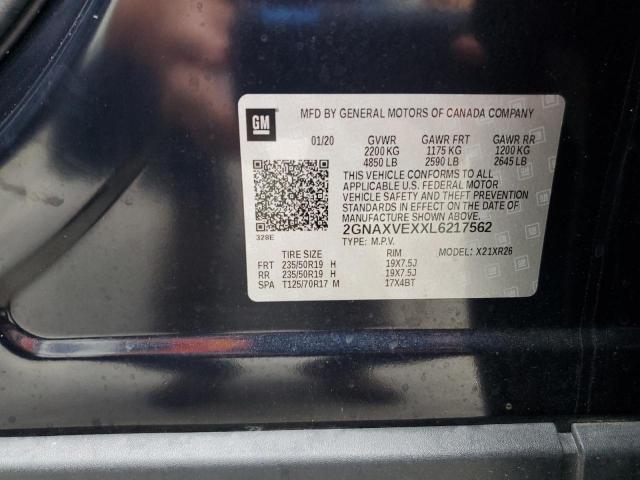 GM
MFD BY GENERAL MOTORS OF CANADA COMPANY
01/20 GVWR GAWR FRT GAWR RR
2200 KG 1175 KG 1200 KG
4850 LB 2590 LB 2645 LB
THIS VEHICLE CONFORMS TO ALL
APPLICABLE U.S. FEDERAL MOTOR
VEHICLE SAFETY AND THEFT PREVENTION
STANDARDS IN EFFECT ON THE DATE OF
MANUFACTURE SHOWN ABOVE.
2GNAXVEXXL6217562
328E
TYPE: M.P.V. MODEL: X21XR26
TIRE SIZE RIM
FRT 235/50R19 H 19X7.5J
RR 235/50R19 H 19X7.5J
SPA T125/70R17 M 17X4BT